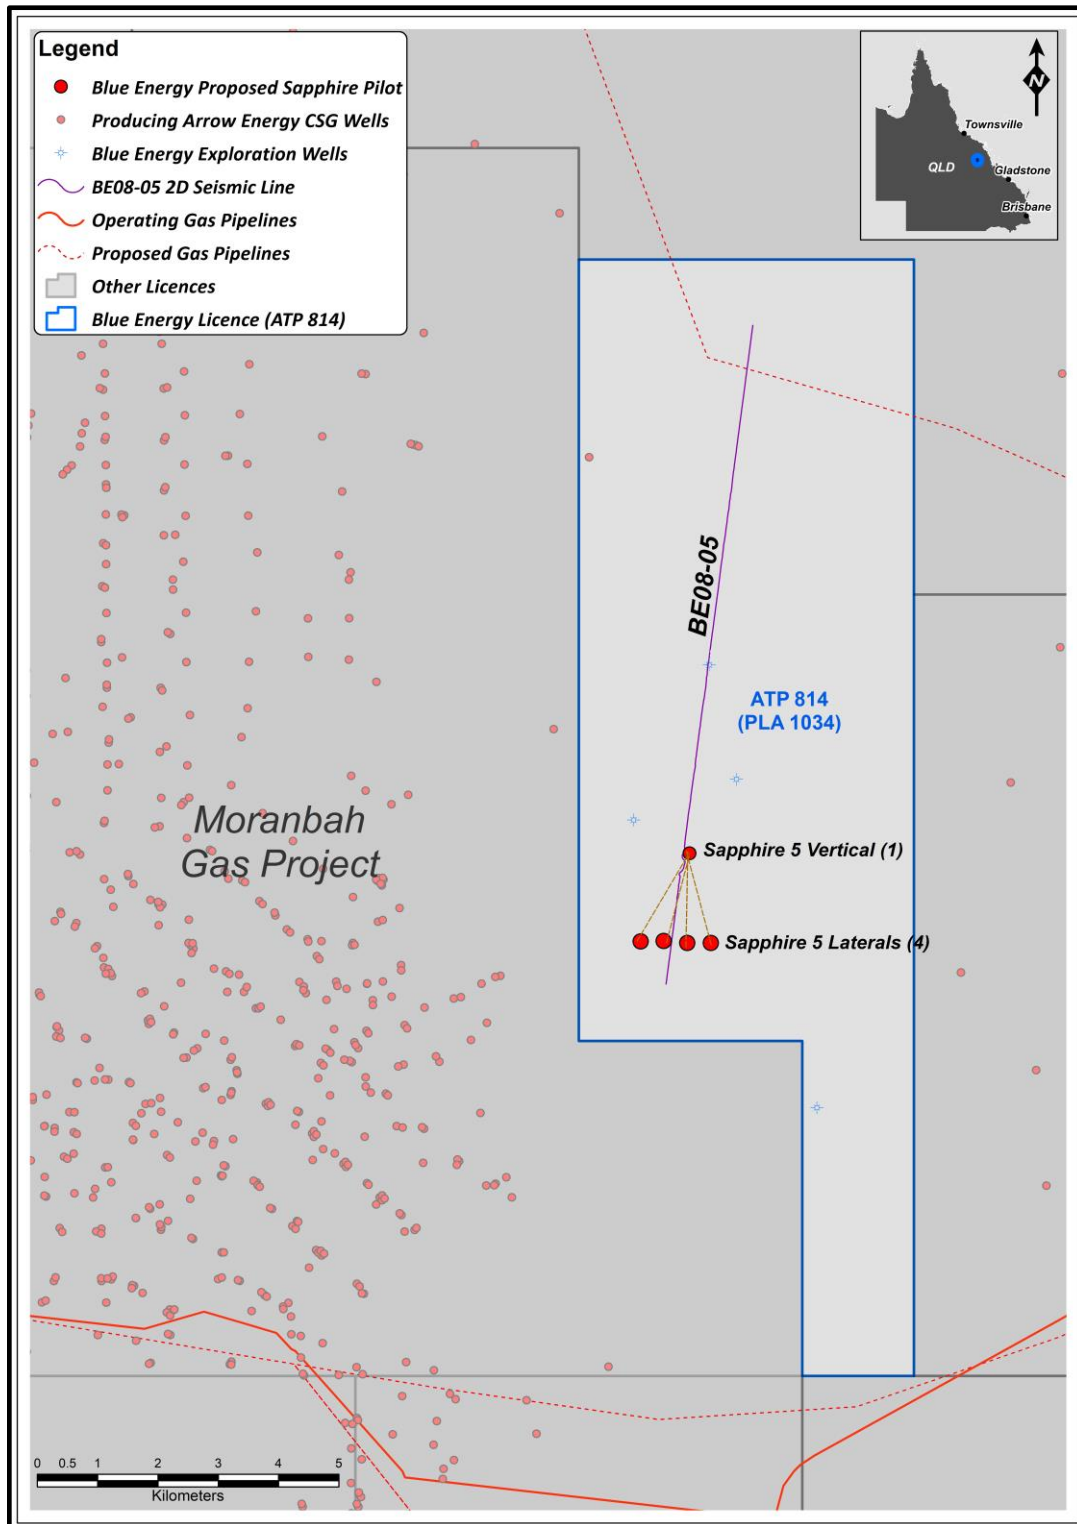 Legend
Blue Energy Proposed Sapphire Pilot
Producing Arrow Energy CSG Wells
Blue Energy Exploration Wells
BE08-05 2D Seismic Line
Operating Gas Pipelines
Proposed Gas Pipelines
Other Licences
Blue Energy Licence (ATP 814)
N
Townsville
QLD
Gladstone
Brisbane
BE08-05
ATP 814
(PLA 1034)
Moranbah
Gas Project
Sapphire 5 Vertical (1)
Sapphire 5 Laterals (4)
0 0.5 1 2 3 4 5
Kilometers